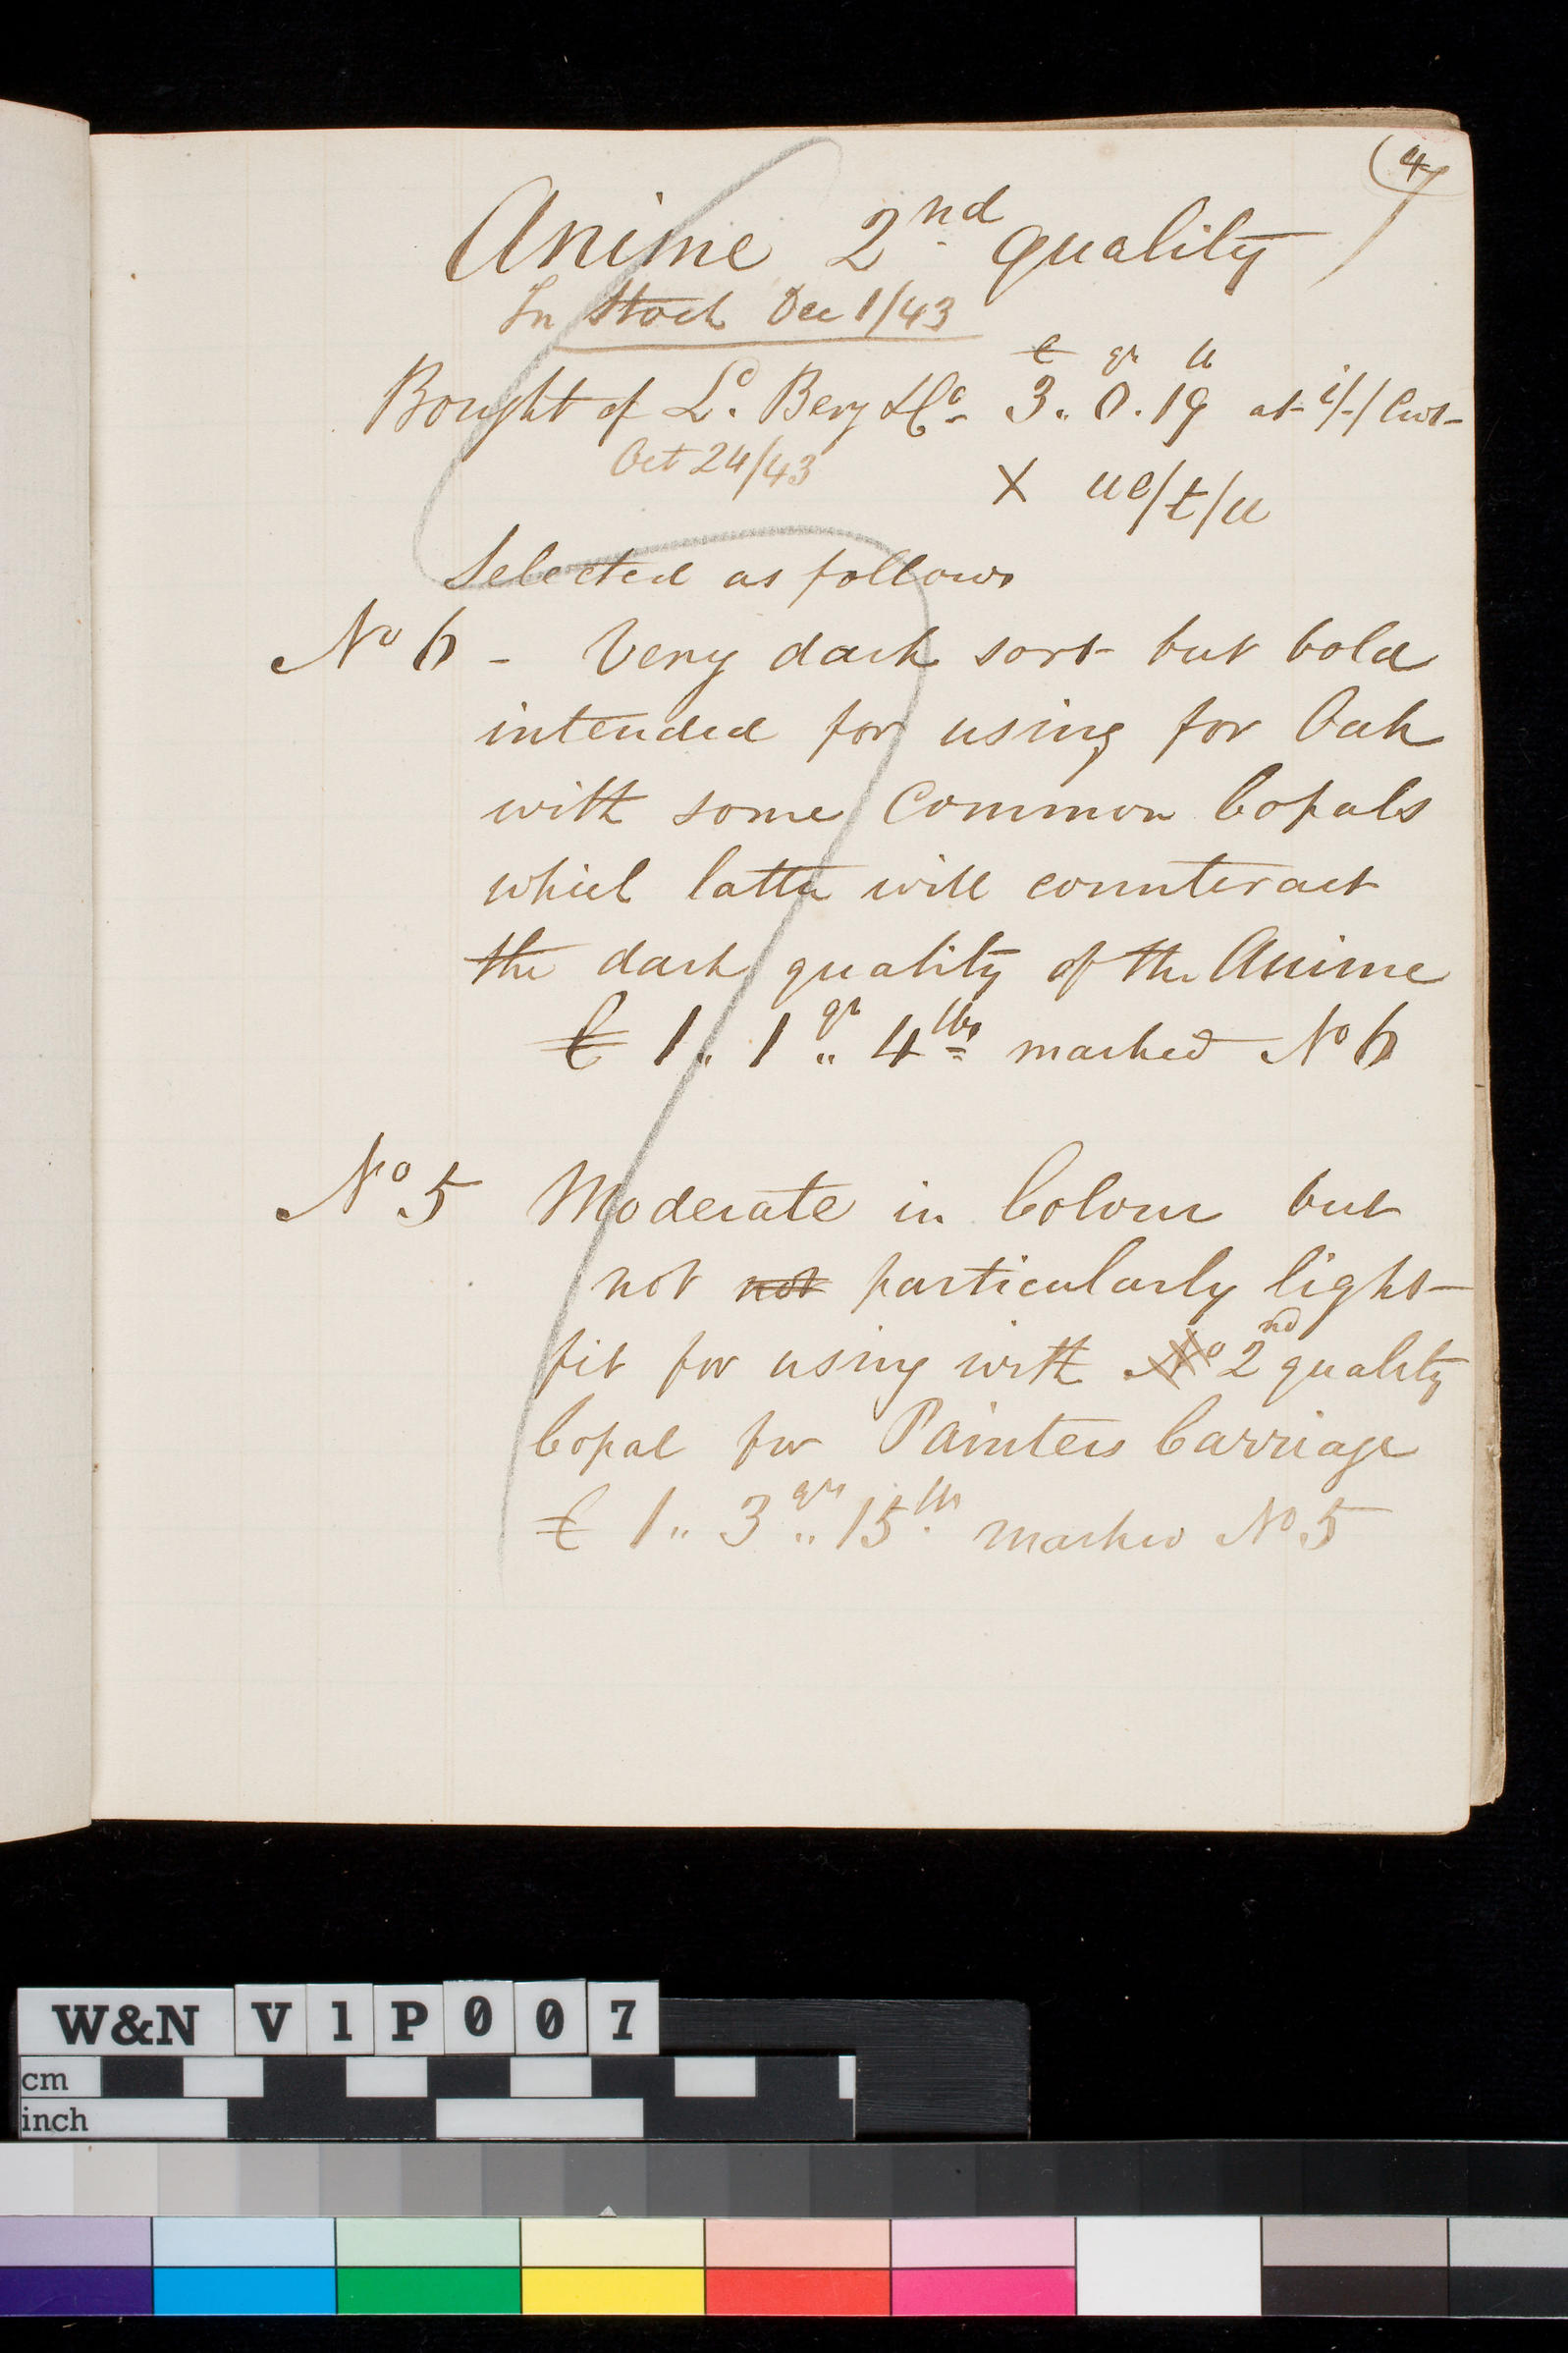 4
Anime 2nd quality
In Stock Dec 1/43
qr
Bought of Ld. Bery & Co 3.. 0. 19 at Cwt
Oct 24/43
X
Selected as follows
No 6 - Very dark sort but bold
intended for using for Oak
with some Common Copals
which latter will counteract
the dark quality of the Anime
C 1.. 1 qr .. 4 lbs marked No 6
No. 5 Moderate in Colour but
not not particularly light
fit for using with No 2nd quality
Copal for Painters Carriage
C 1.. 3 qrs .. 15 lbs marked No. 5
W&N V1P007
cm
inch